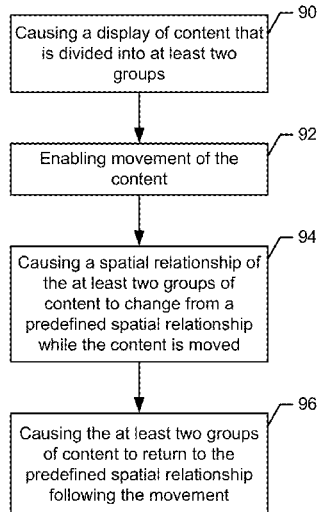 90
Causing a display of content that
is divided into at least two
groups
92
Enabling movement of the
content
94
Causing a spatial relationship of
the at least two groups of
content to change from a
predefined spatial relationship
while the content is moved
96
Causing the at least two groups
of content to return to the
predefined spatial relationship
following the movement